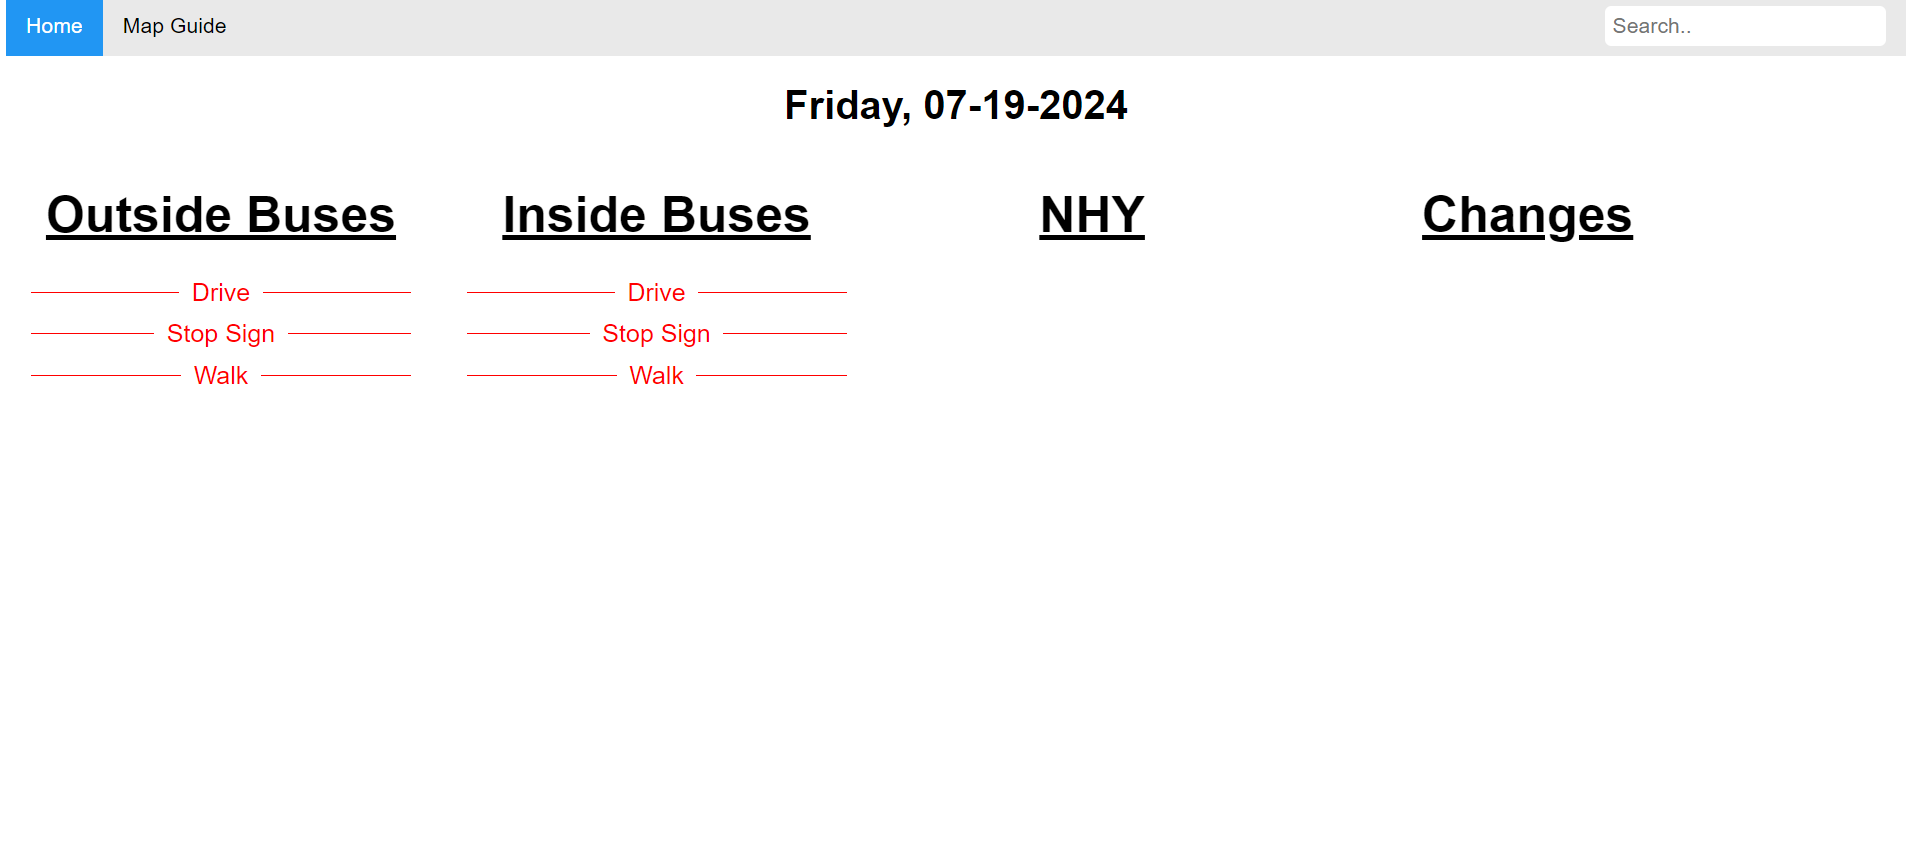 Home Map Guide Search..
Friday, 07-19-2024
Outside Buses Inside Buses NHY Changes
Drive Drive
Stop Sign Stop Sign
Walk Walk